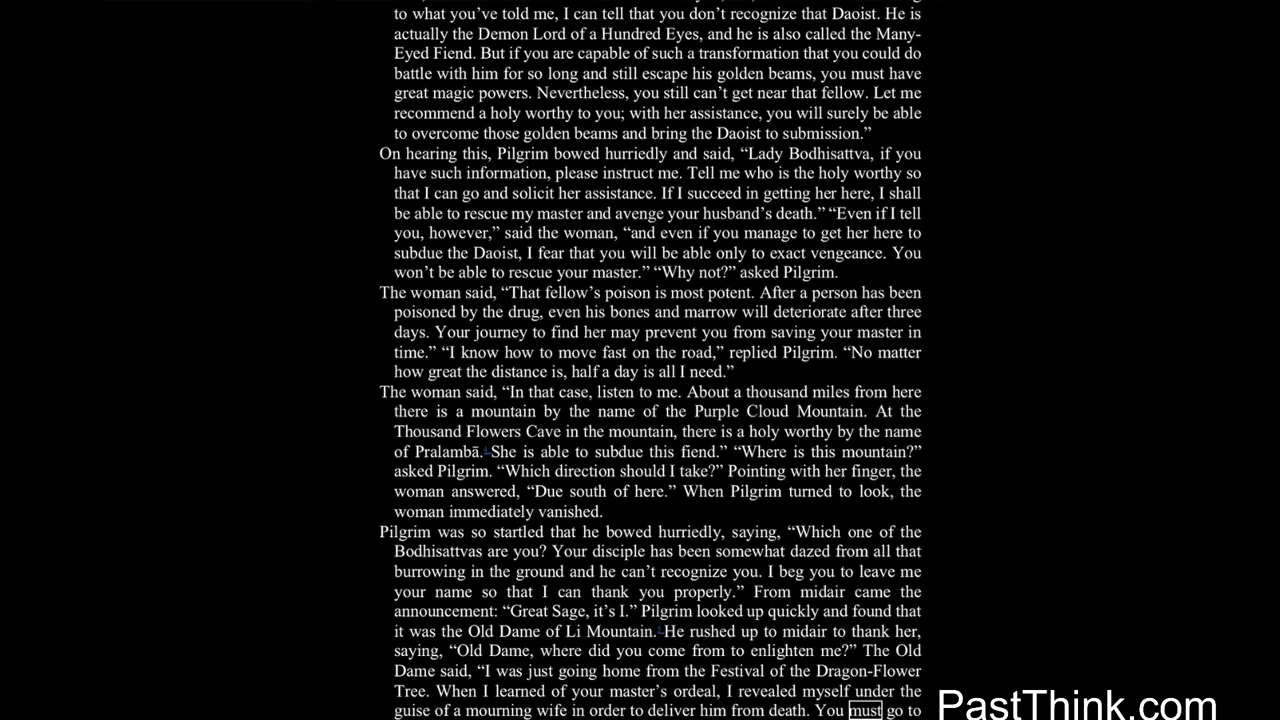 to what you’ve told me, I can tell that you don’t recognize that Daoist. He is
actually the Demon Lord of a Hundred Eyes, and he is also called the Many-
Eyed Fiend. But if you are capable of such a transformation that you could do
battle with him for so long and still escape his golden beams, you must have
great magic powers. Nevertheless, you still can’t get near that fellow. Let me
recommend a holy worthy to you; with her assistance, you will surely be able
to overcome those golden beams and bring the Daoist to submission.”
On hearing this, Pilgrim bowed hurriedly and said, “Lady Bodhisattva, if you
have such information, please instruct me. Tell me who is the holy worthy so
that I can go and solicit her assistance. If I succeed in getting her here, I shall
be able to rescue my master and avenge your husband’s death.” “Even if I tell
you, however,” said the woman, “and even if you manage to get her here to
subdue the Daoist, I fear that you will be able only to exact vengeance. You
won’t be able to rescue your master.” “Why not?” asked Pilgrim.
The woman said, “That fellow’s poison is most potent. After a person has been
poisoned by the drug, even his bones and marrow will deteriorate after three
days. Your journey to find her may prevent you from saving your master in
time.” “I know how to move fast on the road,” replied Pilgrim. “No matter
how great the distance is, half a day is all I need.”
The woman said, “In that case, listen to me. About a thousand miles from here
there is a mountain by the name of the Purple Cloud Mountain. At the
Thousand Flowers Cave in the mountain, there is a holy worthy by the name
of Pralambā. She is able to subdue this fiend.” “Where is this mountain?”
asked Pilgrim. “Which direction should I take?” Pointing with her finger, the
woman answered, “Due south of here.” When Pilgrim turned to look, the
woman immediately vanished.
Pilgrim was so startled that he bowed hurriedly, saying, “Which one of the
Bodhisattvas are you? Your disciple has been somewhat dazed from all that
burrowing in the ground and he can’t recognize you. I beg you to leave me
your name so that I can thank you properly.” From midair came the
announcement: “Great Sage, it’s I.” Pilgrim looked up quickly and found that
it was the Old Dame of Li Mountain. He rushed up to midair to thank her,
saying, “Old Dame, where did you come from to enlighten me?” The Old
Dame said, “I was just going home from the Festival of the Dragon-Flower
Tree. When I learned of your master’s ordeal, I revealed myself under the
guise of a mourning wife in order to deliver him from death. You must go to
PastThink.com